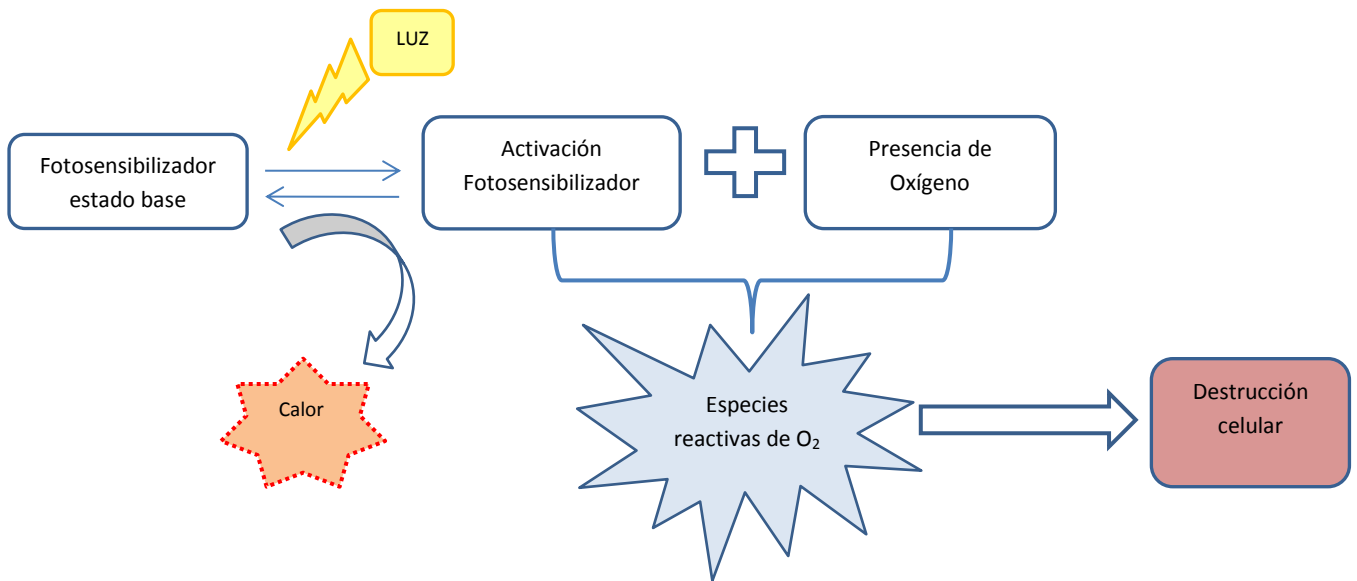 LUZ
Fotosensibilizador
estado base
Activación
Fotosensibilizador
Presencia de
Oxígeno
Calor
Especies
reactivas de O₂
Destrucción
celular